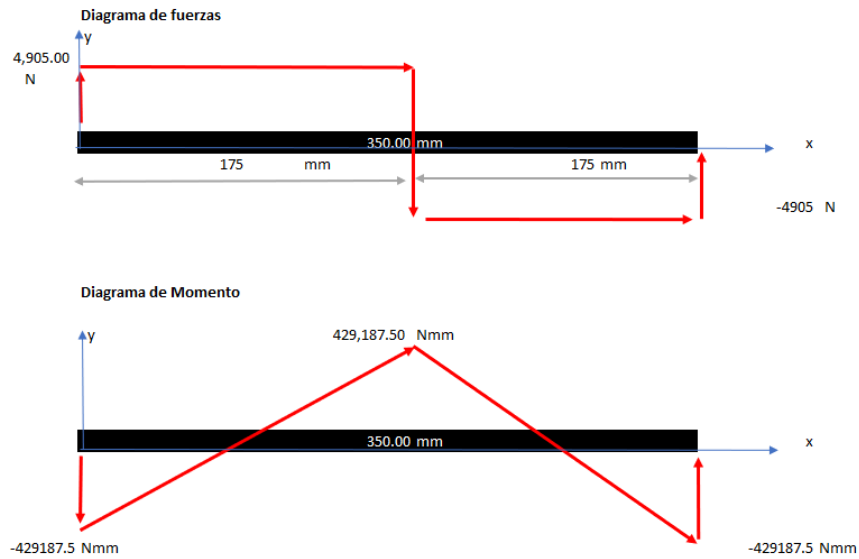 Diagrama de fuerzas
y
4,905.00
N
350.00 mm
x
175 mm
175 mm
-4905 N
Diagrama de Momento
y
429,187.50 Nmm
350.00 mm
x
-429187.5 Nmm
-429187.5 Nmm